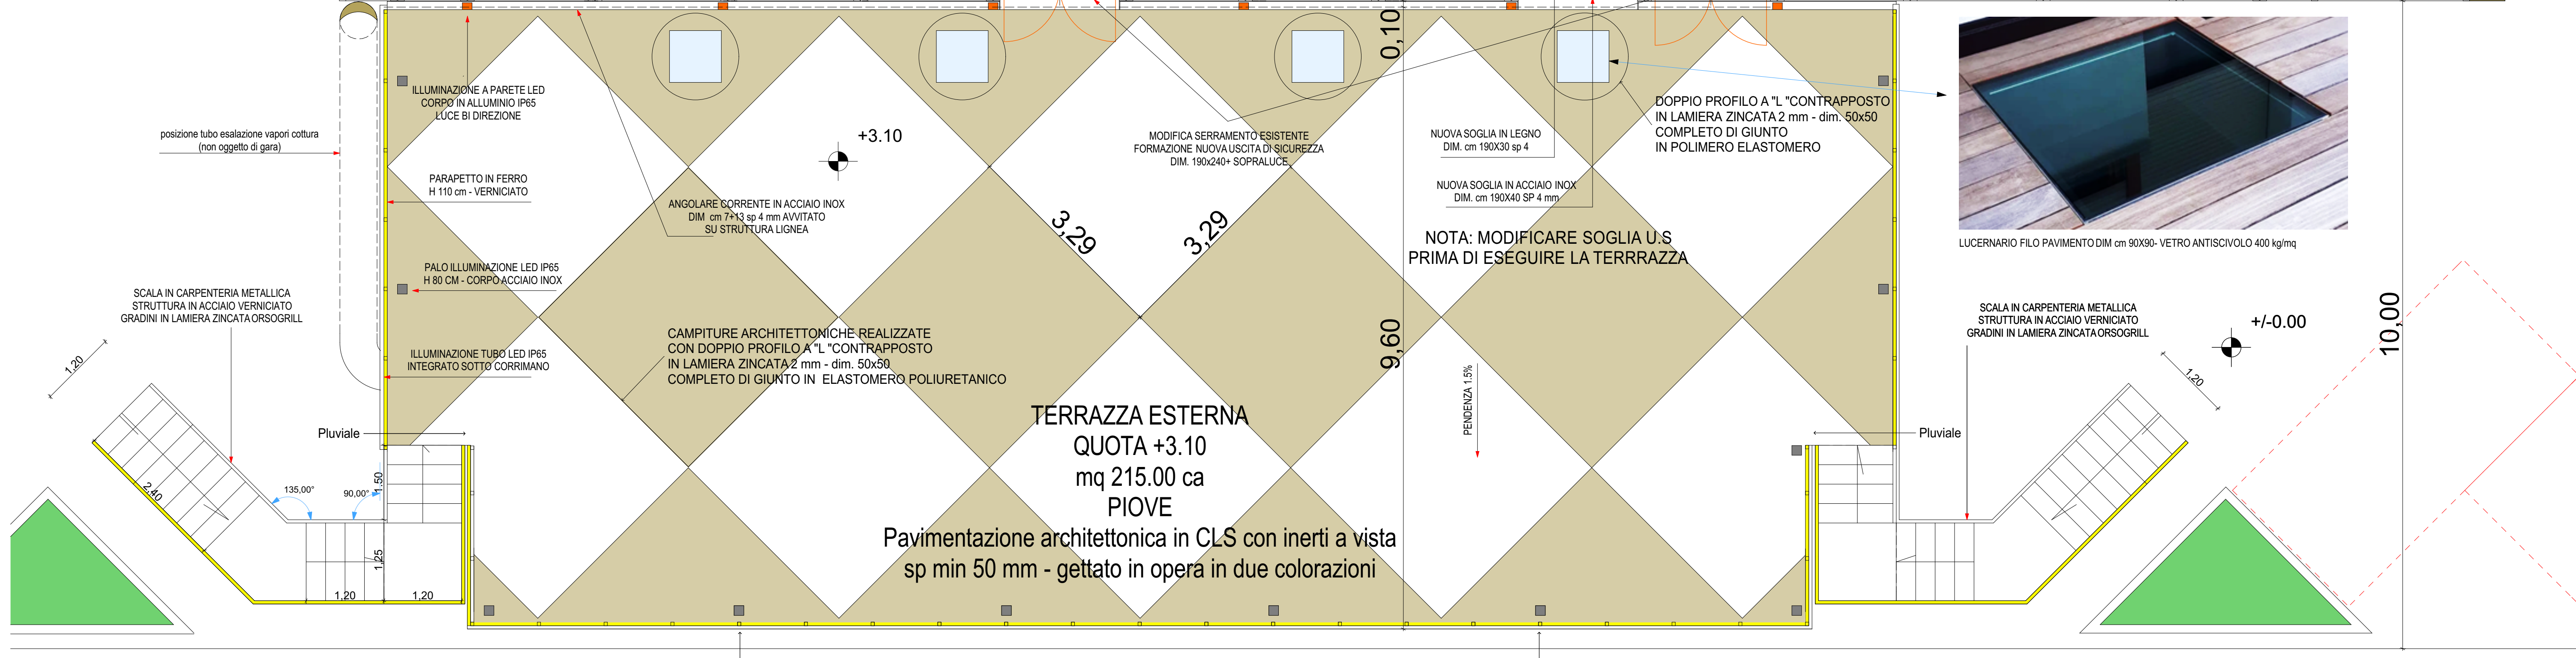 posizione tubo esalazione vapori cottura
(non oggetto di gara)
ILLUMINAZIONE A PARETE LED
CORPO IN ALLUMINIO IP65
LUCE BI DIREZIONE
PARAPETTO IN FERRO
H 110 cm - VERNICIATO
PALO ILLUMINAZIONE LED IP65
H 80 CM - CORPO ACCIAIO INOX
ILLUMINAZIONE TUBO LED IP65
INTEGRATO SOTTO CORRIMANO
SCALA IN CARPENTERIA METALLICA
STRUTTURA IN ACCIAIO VERNICIATO
GRADINI IN LAMIERA ZINCATA ORSOGRILL
1,20
2,40
135,00°
90,00°
1,50
1,25
1,20
1,20
Pluviale
+3.10
ANGOLARE CORRENTE IN ACCIAIO INOX
DIM cm 7+13 sp 4 mm AVVITATO
SU STRUTTURA LIGNEA
CAMPITURE ARCHITETTONICHE REALIZZATE
CON DOPPIO PROFILO A "L "CONTRAPPOSTO
IN LAMIERA ZINCATA 2 mm - dim. 50x50
COMPLETO DI GIUNTO IN ELASTOMERO POLIURETANICO
3,29
3,29
MODIFICA SERRAMENTO ESISTENTE
FORMAZIONE NUOVA USCITA DI SICUREZZA
DIM. 190x240+ SOPRALUCE
0,10
9,60
NUOVA SOGLIA IN LEGNO
DIM. cm 190X30 sp 4
NUOVA SOGLIA IN ACCIAIO INOX
DIM. cm 190X40 SP 4 mm
NOTA: MODIFICARE SOGLIA U.S
PRIMA DI ESEGUIRE LA TERRRAZZA
PENDENZA 1.5%
DOPPIO PROFILO A "L "CONTRAPPOSTO
IN LAMIERA ZINCATA 2 mm - dim. 50x50
COMPLETO DI GIUNTO
IN POLIMERO ELASTOMERO
TERRAZZA ESTERNA
QUOTA +3.10
mq 215.00 ca
PIOVE
Pavimentazione architettonica in CLS con inerti a vista
sp min 50 mm - gettato in opera in due colorazioni
LUCERNARIO FILO PAVIMENTO DIM cm 90X90- VETRO ANTISCIVOLO 400 kg/mq
SCALA IN CARPENTERIA METALLICA
STRUTTURA IN ACCIAIO VERNICIATO
GRADINI IN LAMIERA ZINCATA ORSOGRILL
+/-0.00
1,20
Pluviale
10,00